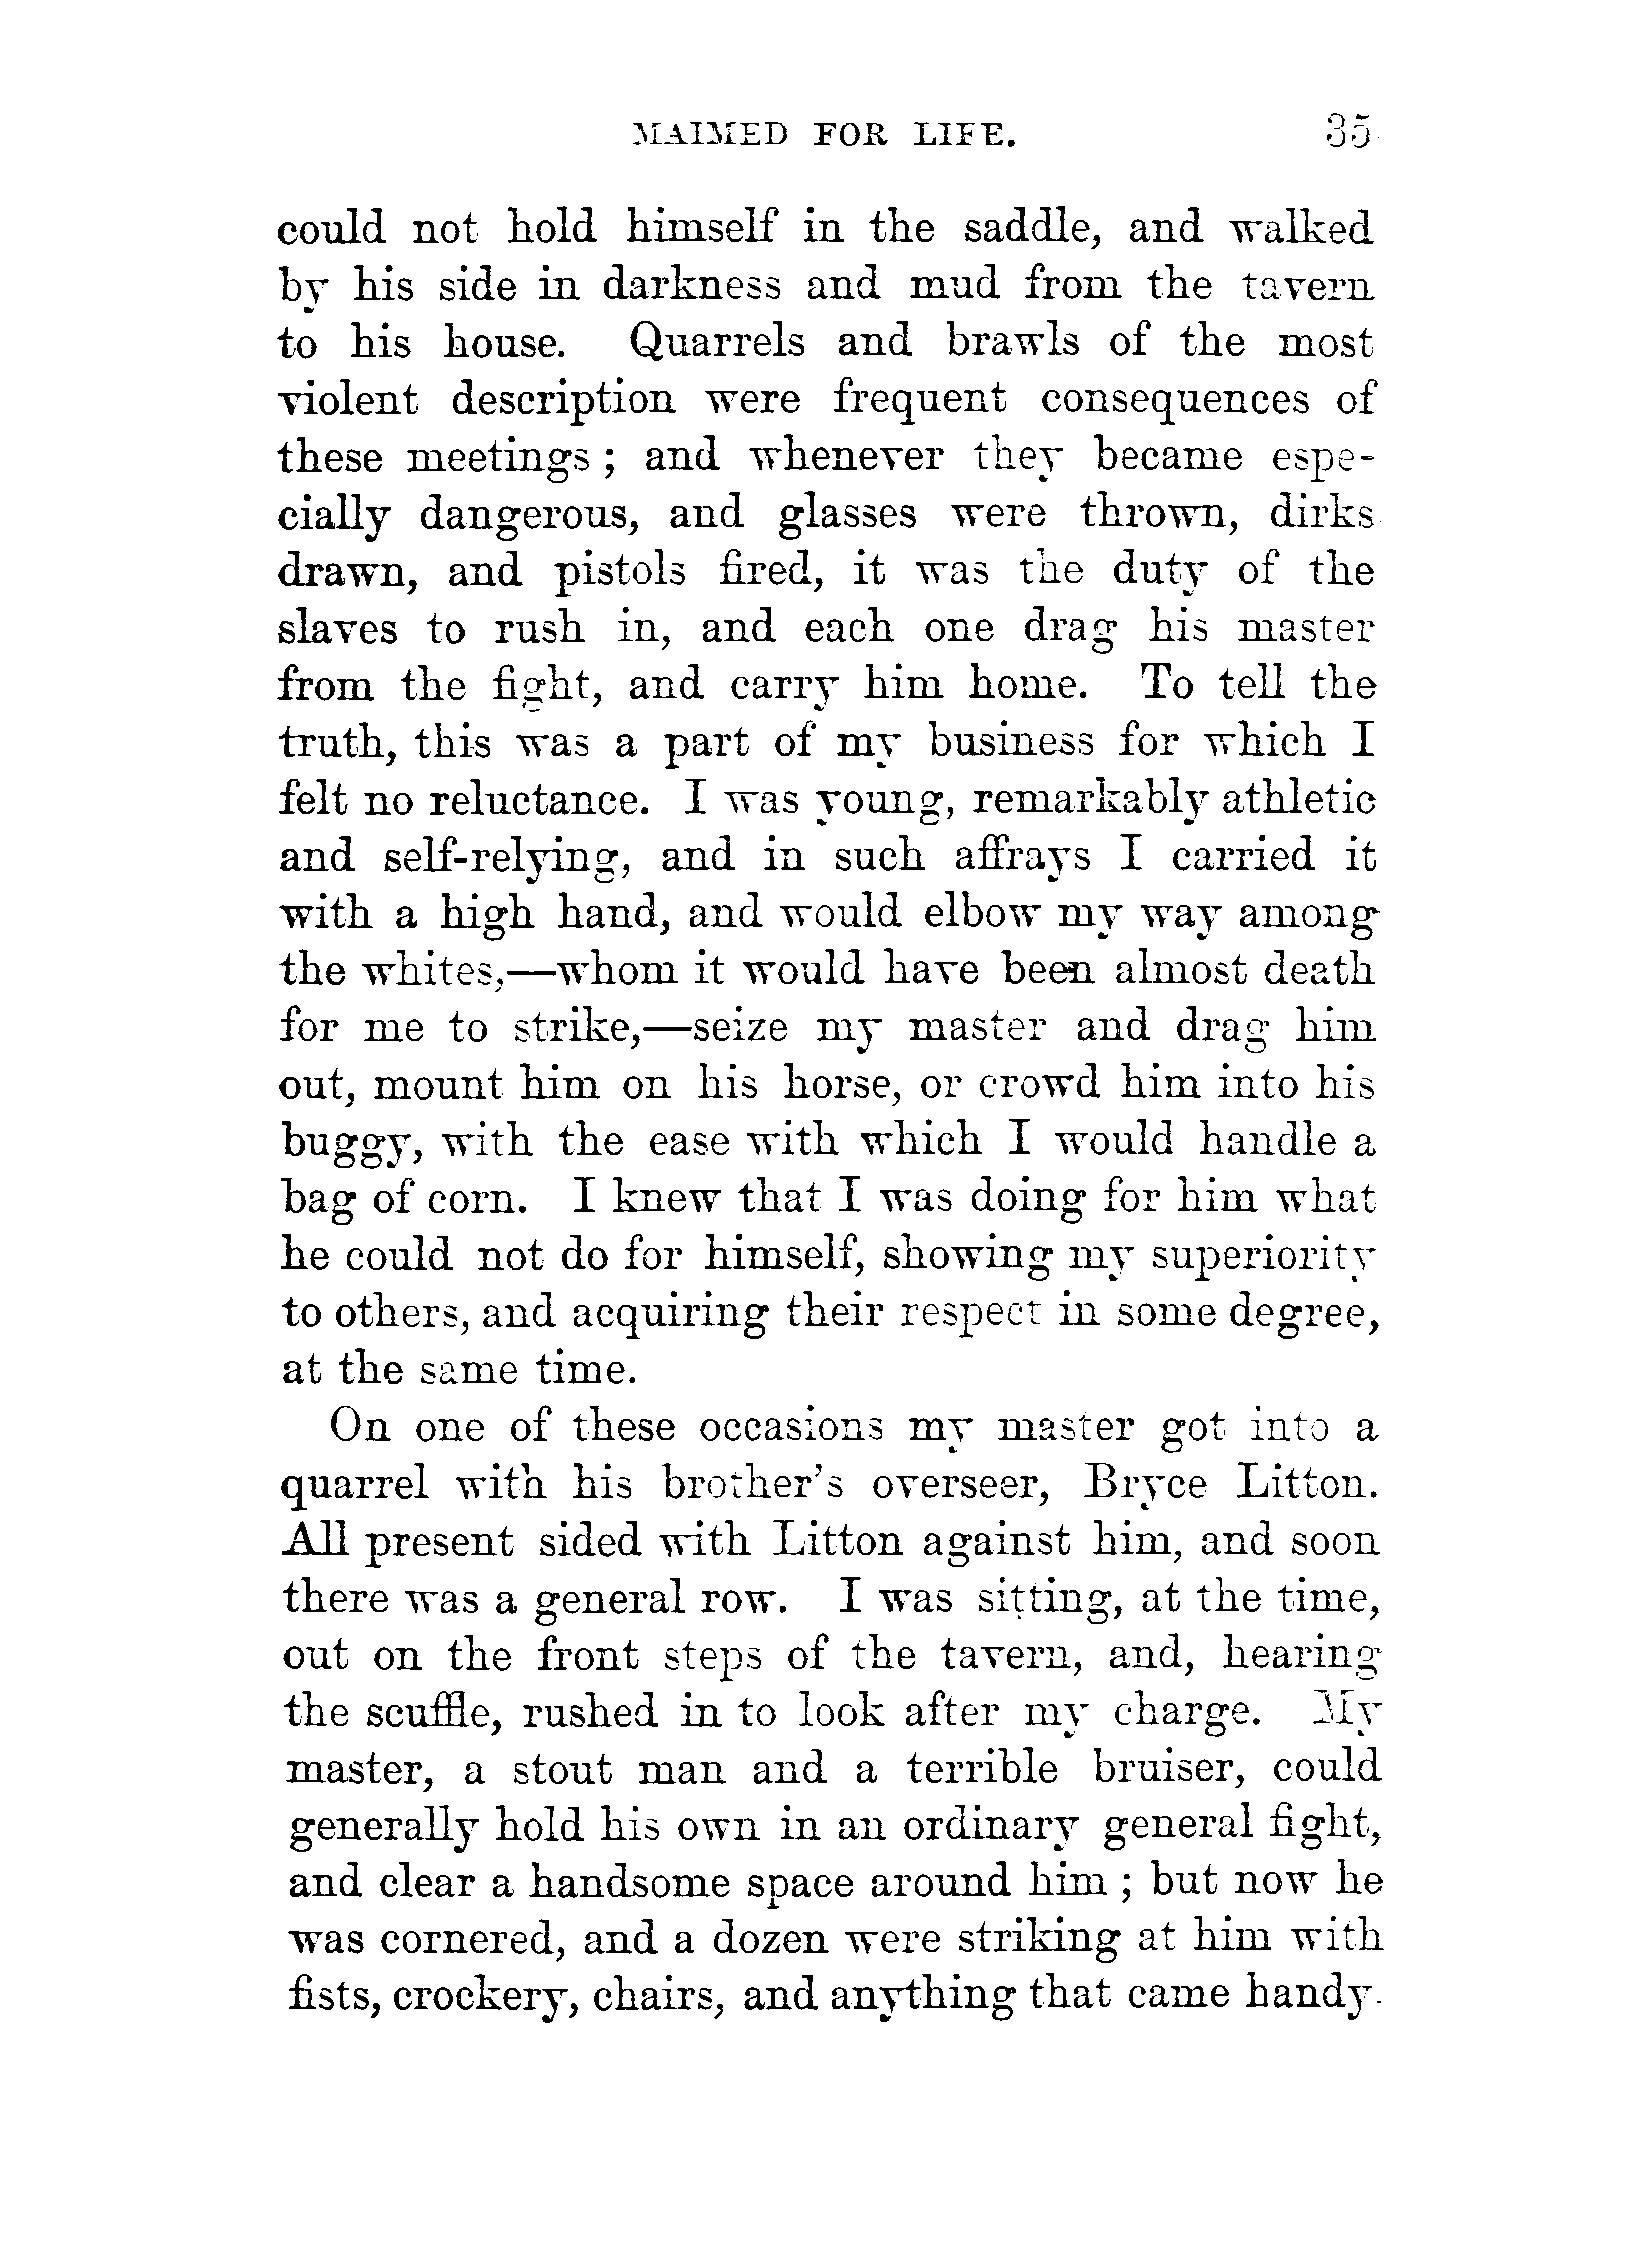 MAIMED FOR LIFE. 35
could not hold himself in the saddle, and walked
by his side in darkness and mud from the tavern
to his house. Quarrels and brawls of the most
violent description were frequent consequences of
these meetings; and whenever they became espe-
cially dangerous, and glasses were thrown, dirks
drawn, and pistols fired, it was the duty of the
slaves to rush in, and each one drag his master
from the fight, and carry him home. To tell the
truth, this was a part of my business for which I
felt no reluctance. I was young, remarkably athletic
and self-relying, and in such affrays I carried it
with a high hand, and would elbow my way among
the whites,—whom it would have been almost death
for me to strike,—seize my master and drag him
out, mount him on his horse, or crowd him into his
buggy, with the ease with which I would handle a
bag of corn. I knew that I was doing for him what
he could not do for himself, showing my superiority
to others, and acquiring their respect in some degree,
at the same time.
On one of these occasions my master got into a
quarrel with his brother's overseer, Bryce Litton.
All present sided with Litton against him, and soon
there was a general row. I was sitting, at the time,
out on the front steps of the tavern, and, hearing
the scuffle, rushed in to look after my charge. My
master, a stout man and a terrible bruiser, could
generally hold his own in an ordinary general fight,
and clear a handsome space around him; but now he
was cornered, and a dozen were striking at him with
fists, crockery, chairs, and anything that came handy.